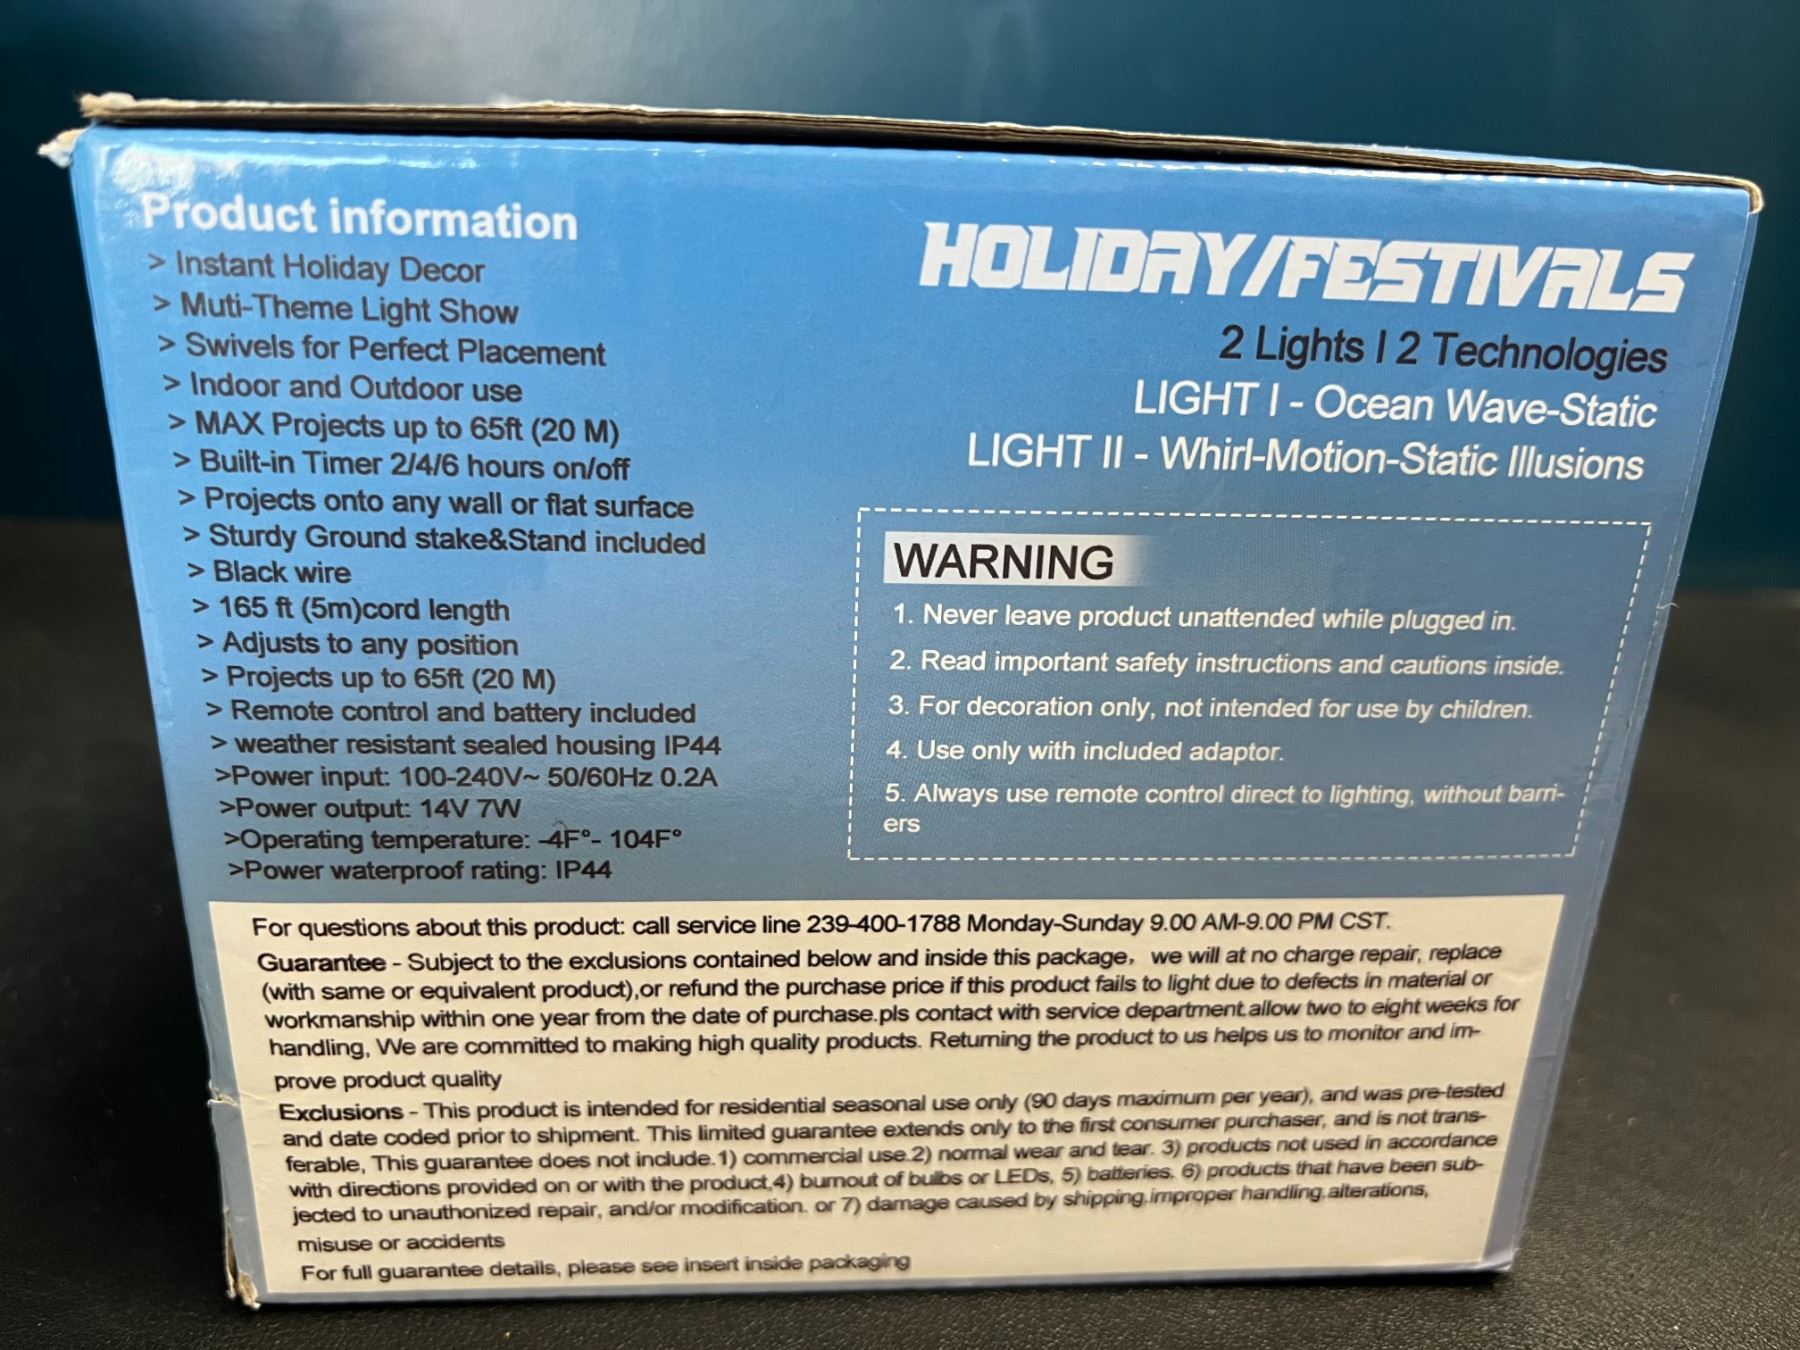 Product information
> Instant Holiday Decor
> Muti-Theme Light Show
> Swivels for Perfect Placement
> Indoor and Outdoor use
> MAX Projects up to 65ft (20 M)
> Built-in Timer 2/4/6 hours on/off
> Projects onto any wall or flat surface
> Sturdy Ground stake&Stand included
> Black wire
> 165 ft (5m)cord length
> Adjusts to any position
> Projects up to 65ft (20 M)
> Remote control and battery included
> weather resistant sealed housing IP44
>Power input: 100-240V~ 50/60Hz 0.2A
>Power output: 14V 7W
>Operating temperature: -4F°- 104F°
>Power waterproof rating: IP44
HOLIDAY/FESTIVALS
2 Lights I 2 Technologies
LIGHT I - Ocean Wave-Static
LIGHT II - Whirl-Motion-Static Illusions
WARNING
1. Never leave product unattended while plugged in.
2. Read important safety instructions and cautions inside.
3. For decoration only, not intended for use by children.
4. Use only with included adaptor.
5. Always use remote control direct to lighting, without barri-
ers
For questions about this product: call service line 239-400-1788 Monday-Sunday 9.00 AM-9.00 PM CST.
Guarantee - Subject to the exclusions contained below and inside this package, we will at no charge repair, replace
(with same or equivalent product),or refund the purchase price if this product fails to light due to defects in material or
workmanship within one year from the date of purchase.pls contact with service department.allow two to eight weeks for
handling, We are committed to making high quality products. Returning the product to us helps us to monitor and im-
prove product quality
Exclusions - This product is intended for residential seasonal use only (90 days maximum per year), and was pre-tested
and date coded prior to shipment. This limited guarantee extends only to the first consumer purchaser, and is not trans-
ferable, This guarantee does not include.1) commercial use.2) normal wear and tear. 3) products not used in accordance
with directions provided on or with the product,4) burnout of bulbs or LEDs, 5) batteries. 6) products that have been sub-
jected to unauthonized repair, and/or modification. or 7) damage caused by shipping,improper handling.alterations,
misuse or accidents
For full guarantee details, please see insert inside packaging